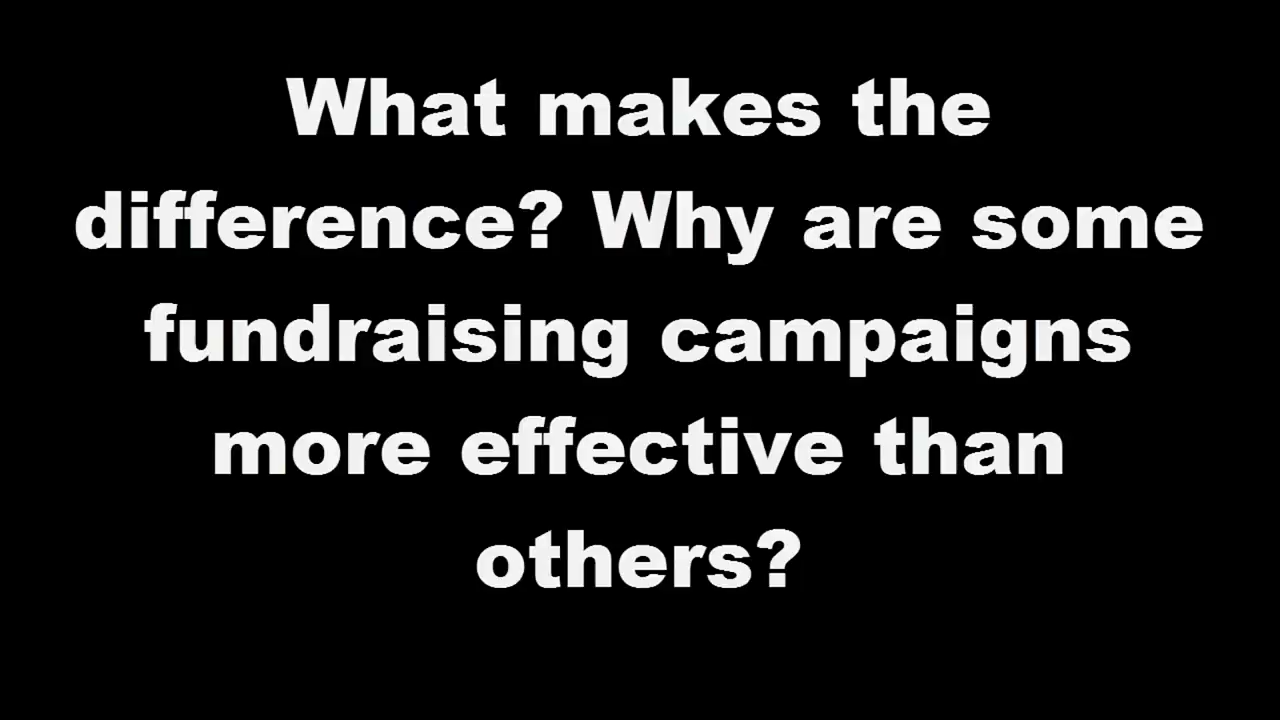 What makes the
difference? Why are some
fundraising campaigns
more effective than
others?